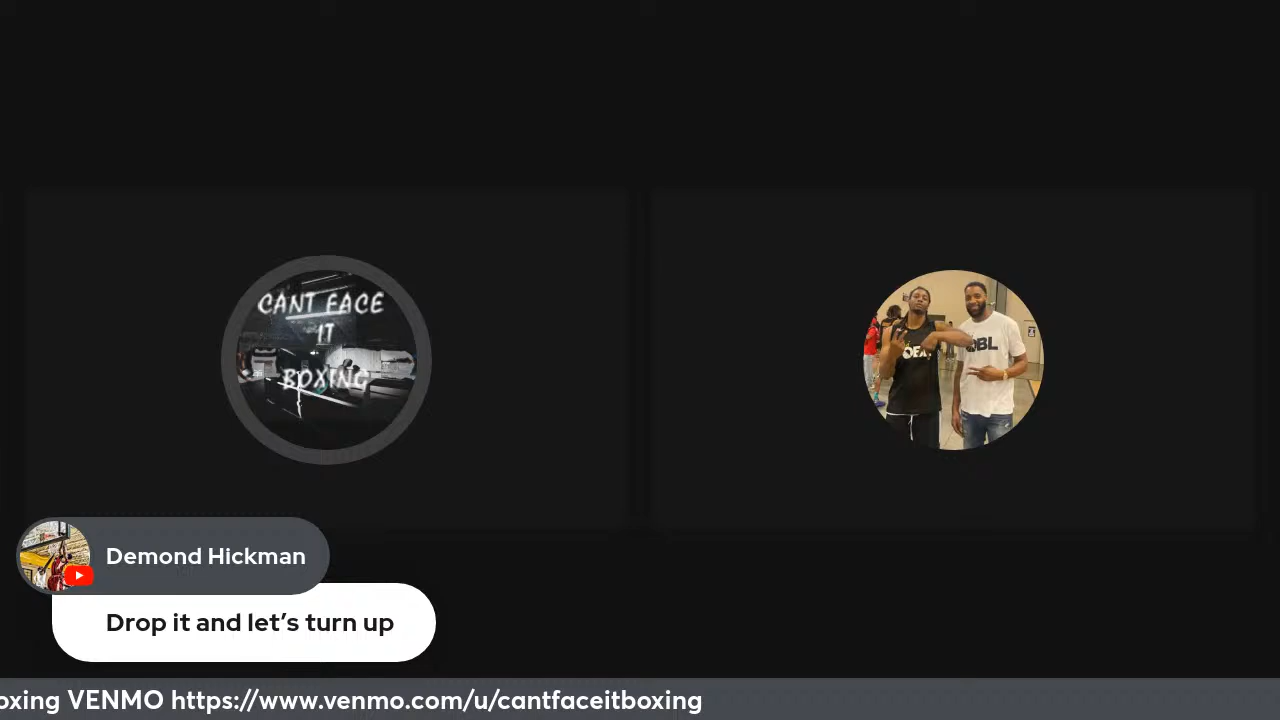 CANT FACE
IT
BOXING
OBL
Demond Hickman
Drop it and let's turn up
oxing VENMO https://www.venmo.com/u/cantfaceitboxing